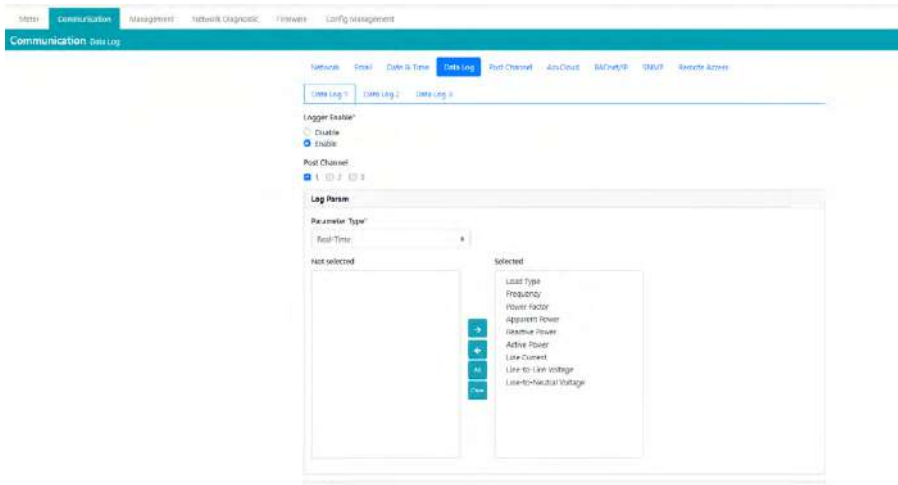 Meter Communication Management Network Diagnostic Firmware Config Management
Communication Data Log
Network Email Date & Time Data Log Post Channel AcuCloud BACnet/IP SNMP Remote Access
Data Log 1 Data Log 2 Data Log 3
Logger Enable*
Disable
Enable
Post Channel
1 2 3
Log Param
Parameter Type*
Real-Time
Not selected Selected
Load Type
Frequency
Power Factor
Apparent Power
Reactive Power
Active Power
Line Current
Line-to-Line Voltage
Line-to-Neutral Voltage
All
Clear